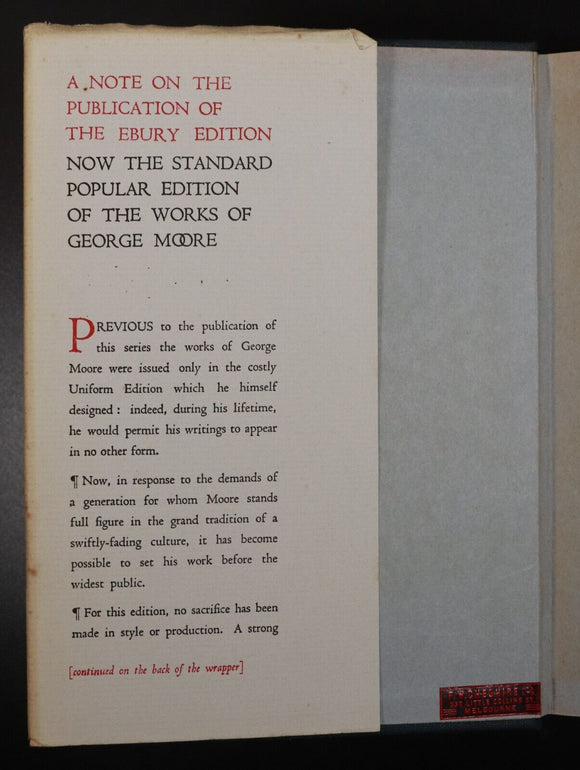 A NOTE ON THE
PUBLICATION OF
THE EBURY EDITION
NOW THE STANDARD
POPULAR EDITION
OF THE WORKS OF
GEORGE MOORE
PREVIOUS to the publication of
this series the works of George
Moore were issued only in the costly
Uniform Edition which he himself
designed : indeed, during his lifetime,
he would permit his writings to appear
in no other form.
¶ Now, in response to the demands of
a generation for whom Moore stands
full figure in the grand tradition of a
swiftly-fading culture, it has become
possible to set his work before the
widest public.
¶ For this edition, no sacrifice has been
made in style or production. A strong
[continued on the back of the wrapper]
LITTLE COLLINS ST.
MELBOURNE